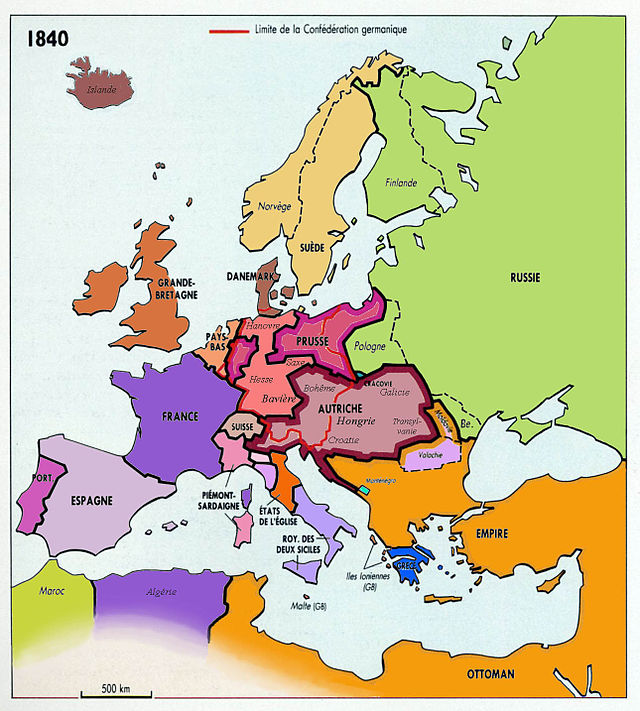 1840
Limite de la Confédération germanique
Islande
Norvège
SUÈDE
Finlande
RUSSIE
GRANDE-
BRETAGNE
DANEMARK
PAYS-
BAS
Hanovre
PRUSSE
Pologne
Saxe
Hesse
Bavière
Bohême
CRACOVIE
Galicie
AUTRICHE
Hongrie
Croatie
Transyl-
vanie
Moldavie
Be.
Valachie
FRANCE
SUISSE
PORT.
ESPAGNE
PIÉMONT-
SARDAIGNE
ÉTATS
DE L'ÉGLISE
ROY. DES
DEUX SICILES
Montenegro
Iles Ioniennes
(GB)
GRÈCE
EMPIRE
OTTOMAN
Malte (GB)
Maroc
Algérie
500 km